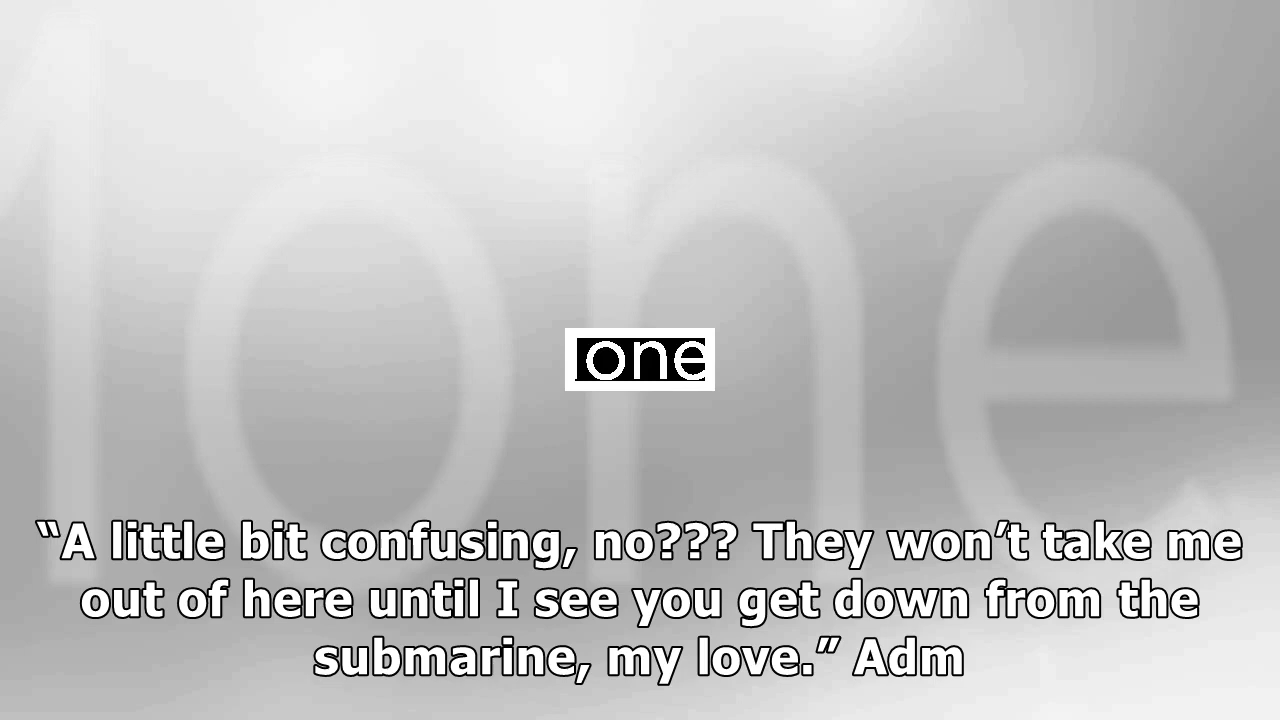 one
“A little bit confusing, no??? They won’t take me
out of here until I see you get down from the
submarine, my love.” Adm